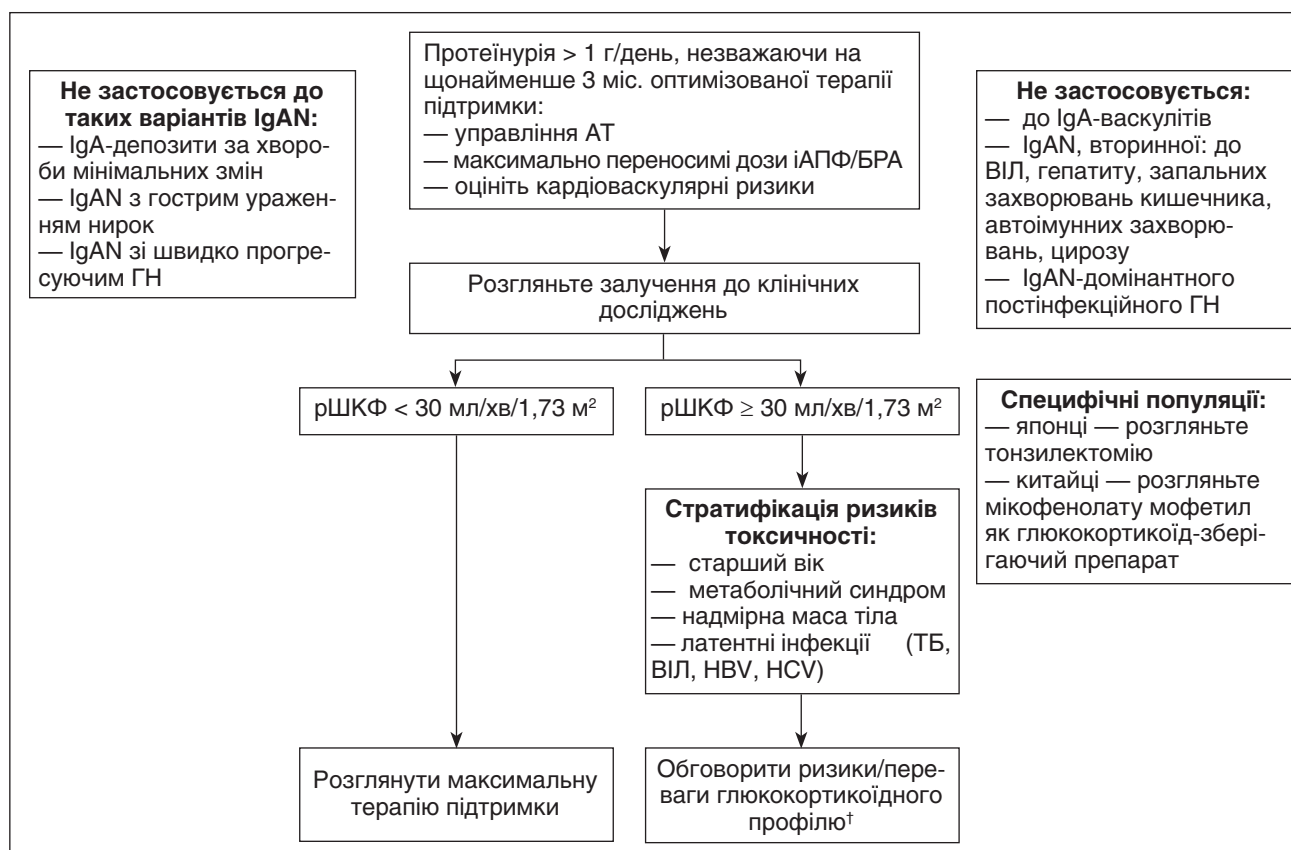 Протеїнурія > 1 г/день, незважаючи на
щонайменше 3 міс. оптимізованої терапії
підтримки:
— управління АТ
— максимально переносимі дози іАПФ/БРА
— оцініть кардіоваскулярні ризики
Не застосовується до
таких варіантів IgAN:
— IgA-депозити за хворо-
би мінімальних змін
— IgAN з гострим уражен-
ням нирок
— IgAN зі швидко прогре-
суючим ГН
Не застосовується:
— до IgA-васкулітів
— IgAN, вторинної: до
ВІЛ, гепатиту, запальних
захворювань кишечника,
автоімунних захворю-
вань, цирозу
— IgAN-домінантного
постінфекційного ГН
Розгляньте залучення до клінічних
досліджень
рШКФ < 30 мл/хв/1,73 м²
рШКФ ≥ 30 мл/хв/1,73 м²
Специфічні популяції:
— японці — розгляньте
тонзилектомію
— китайці — розгляньте
мікофенолату мофетил
як глюкокортикоїд-збері-
гаючий препарат
Стратифікація ризиків
токсичності:
— старший вік
— метаболічний синдром
— надмірна маса тіла
— латентні інфекції (ТБ,
ВІЛ, HBV, HCV)
Розглянути максимальну
терапію підтримки
Обговорити ризики/пере-
ваги глюкокортикоїдного
профілю†